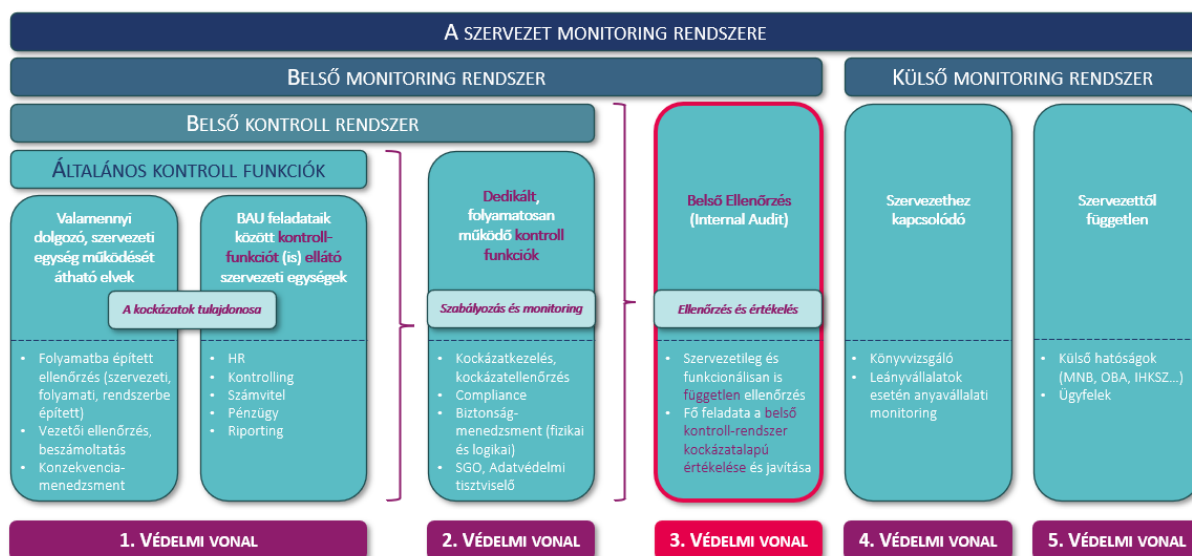 A SZERVEZET MONITORING RENDSZERE
BELSŐ MONITORING RENDSZER
KÜLSŐ MONITORING RENDSZER
BELSŐ KONTROLL RENDSZER
ÁLTALÁNOS KONTROLL FUNKCIÓK
Valamennyi
dolgozó, szervezeti
egység működését
átható elvek
BAU feladataik
között kontroll-
funkciót (is) ellátó
szervezeti egységek
A kockázatok tulajdonosa
• Folyamatba épített
ellenőrzés (szervezeti,
folyamati, rendszerbe
épített)
• Vezetői ellenőrzés,
beszámoltatás
• Konzekvencia-
menedzsment
• HR
• Kontrolling
• Számvitel
• Pénzügy
• Riporting
Dedikált,
folyamatosan
működő kontroll
funkciók
Szabályozás és monitoring
• Kockázatkezelés,
kockázatellenőrzés
• Compliance
• Biztonság-
menedzsment (fizikai
és logikai)
• SGO, Adatvédelmi
tisztviselő
Belső Ellenőrzés
(Internal Audit)
Ellenőrzés és értékelés
• Szervezetileg és
funkcionálisan is
független ellenőrzés
• Fő feladata a belső
kontroll-rendszer
kockázatalapú
értékelése és javítása
Szervezethez
kapcsolódó
• Könyvvizsgáló
• Leányvállalatok
esetén anyavállalati
monitoring
Szervezettől
független
• Külső hatóságok
(MNB, OBA, IHKSZ...)
• Ügyfelek
1. VÉDELMI VONAL
2. VÉDELMI VONAL
3. VÉDELMI VONAL
4. VÉDELMI VONAL
5. VÉDELMI VONAL